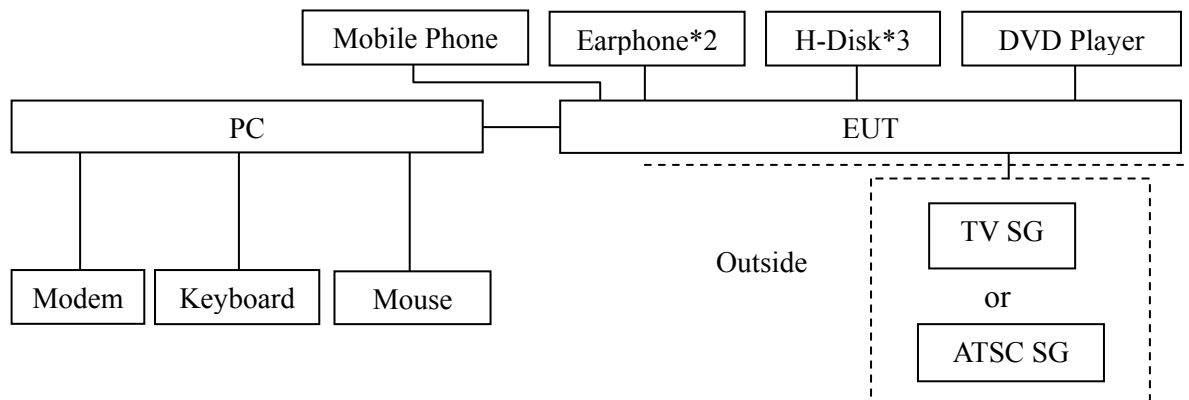 Mobile Phone
Earphone*2
H-Disk*3
DVD Player
PC
EUT
Modem
Keyboard
Mouse
Outside
TV SG
or
ATSC SG